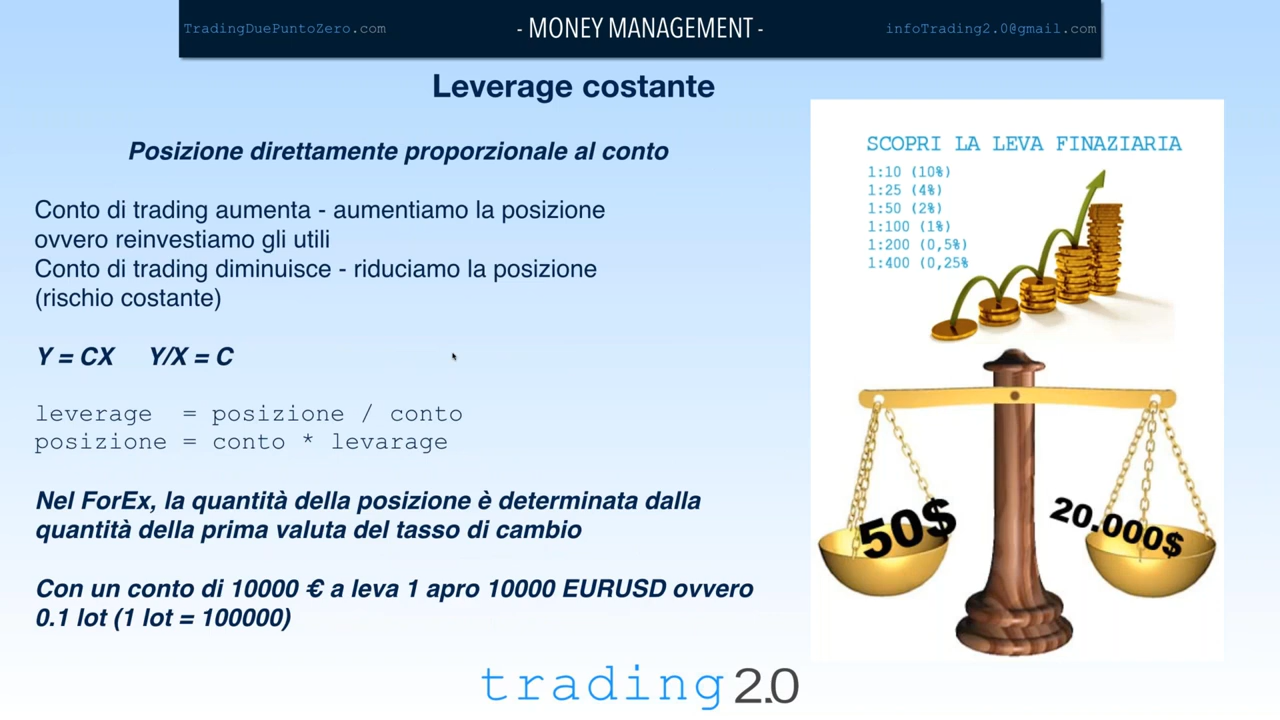 TradingDuePuntoZero.com
- MONEY MANAGEMENT -
infoTrading2.0@gmail.com
Leverage costante
Posizione direttamente proporzionale al conto
Conto di trading aumenta - aumentiamo la posizione
ovvero reinvestiamo gli utili
Conto di trading diminuisce - riduciamo la posizione
(rischio costante)
Y = CX Y/X = C
leverage = posizione / conto
posizione = conto * levarage
Nel ForEx, la quantità della posizione è determinata dalla
quantità della prima valuta del tasso di cambio
Con un conto di 10000 € a leva 1 apro 10000 EURUSD ovvero
0.1 lot (1 lot = 100000)
SCOPRI LA LEVA FINAZIARIA
1:10 (10%)
1:25 (4%)
1:50 (2%)
1:100 (1%)
1:200 (0,5%)
1:400 (0,25%
50$
20.000$
trading 2.0